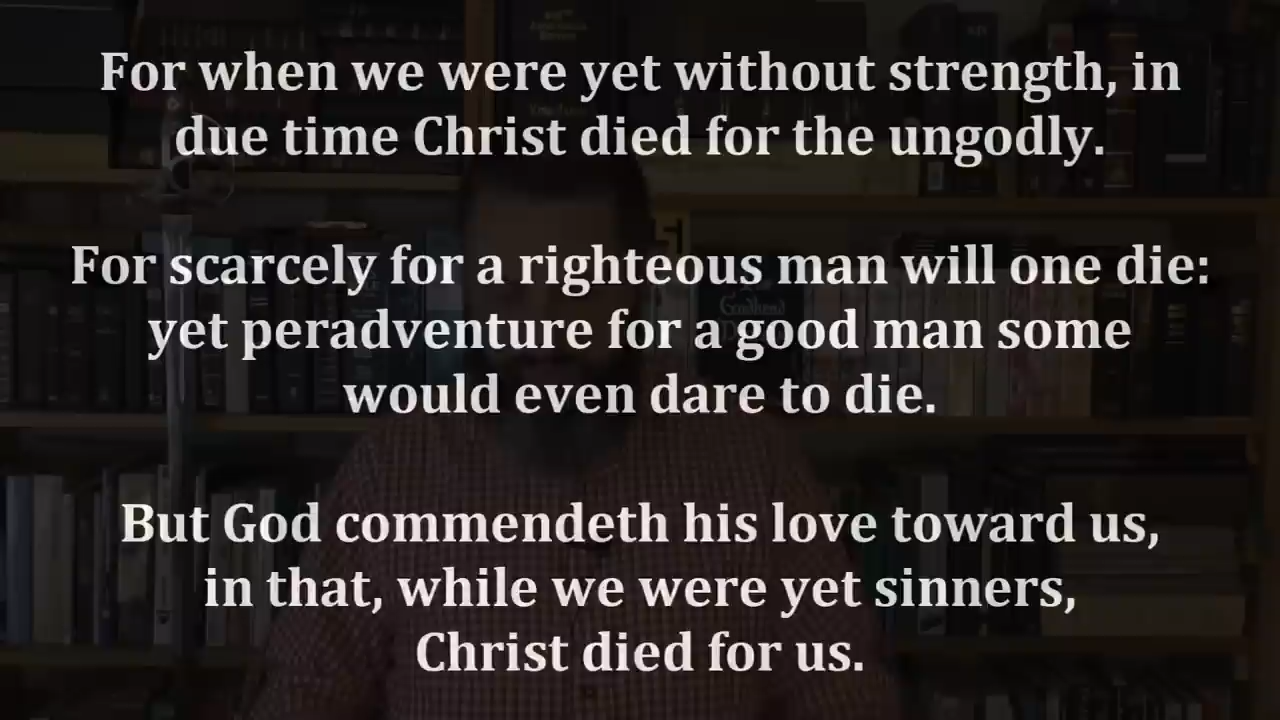 For when we were yet without strength, in
due time Christ died for the ungodly.
For scarcely for a righteous man will one die:
yet peradventure for a good man some
would even dare to die.
But God commendeth his love toward us,
in that, while we were yet sinners,
Christ died for us.
Godhead